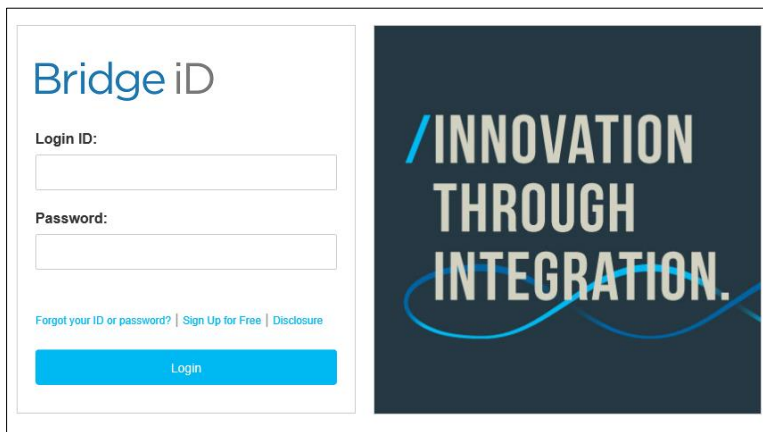 Bridge iD
Login ID:
Password:
Forgot your ID or password? | Sign Up for Free | Disclosure
Login
/INNOVATION
THROUGH
INTEGRATION.